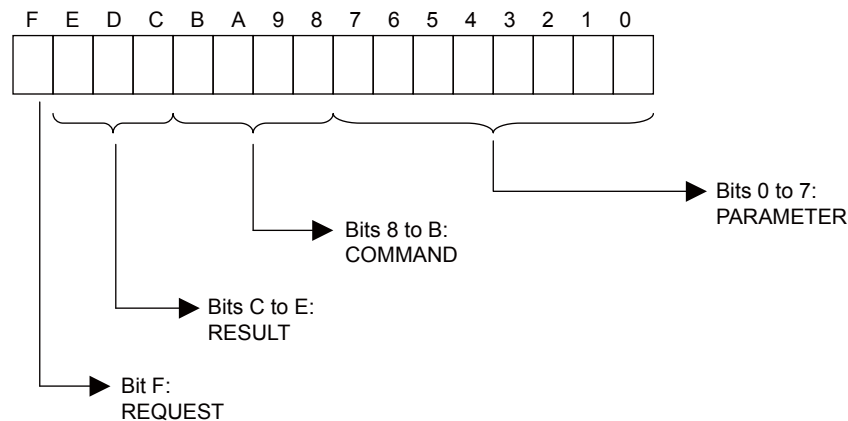 F E D C B A 9 8 7 6 5 4 3 2 1 0
Bits 0 to 7:
PARAMETER
Bits 8 to B:
COMMAND
Bits C to E:
RESULT
Bit F:
REQUEST